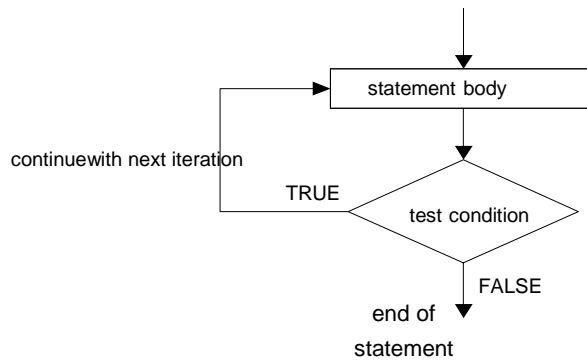 statement body
continuewith next iteration
TRUE
test condition
FALSE
end of
statement